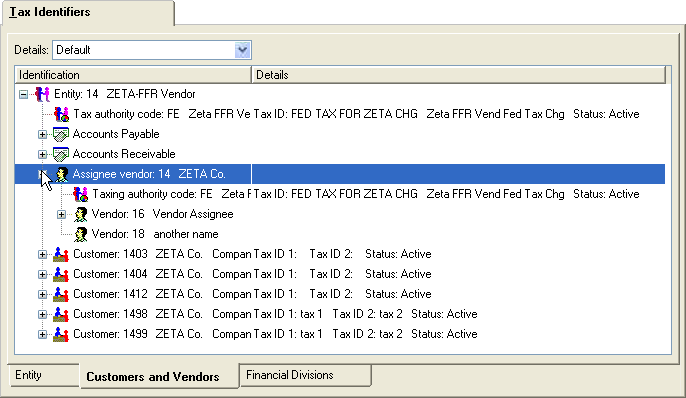 Tax Identifiers
Details: Default
Identification Details
Entity: 14 ZETA-FFR Vendor
Tax authority code: FE Zeta FFR Ve Tax ID: FED TAX FOR ZETA CHG Zeta FFR Vend Fed Tax Chg Status: Active
Accounts Payable
Accounts Receivable
Assignee vendor: 14 ZETA Co.
Taxing authority code: FE Zeta F Tax ID: FED TAX FOR ZETA CHG Zeta FFR Vend Fed Tax Chg Status: Active
Vendor: 16 Vendor Assignee
Vendor: 18 another name
Customer: 1403 ZETA Co. Compan Tax ID 1: Tax ID 2: Status: Active
Customer: 1404 ZETA Co. Compan Tax ID 1: Tax ID 2: Status: Active
Customer: 1412 ZETA Co. Compan Tax ID 1: Tax ID 2: Status: Active
Customer: 1498 ZETA Co. Compan Tax ID 1: tax 1 Tax ID 2: tax 2 Status: Active
Customer: 1499 ZETA Co. Compan Tax ID 1: tax 1 Tax ID 2: tax 2 Status: Active
Entity Customers and Vendors Financial Divisions